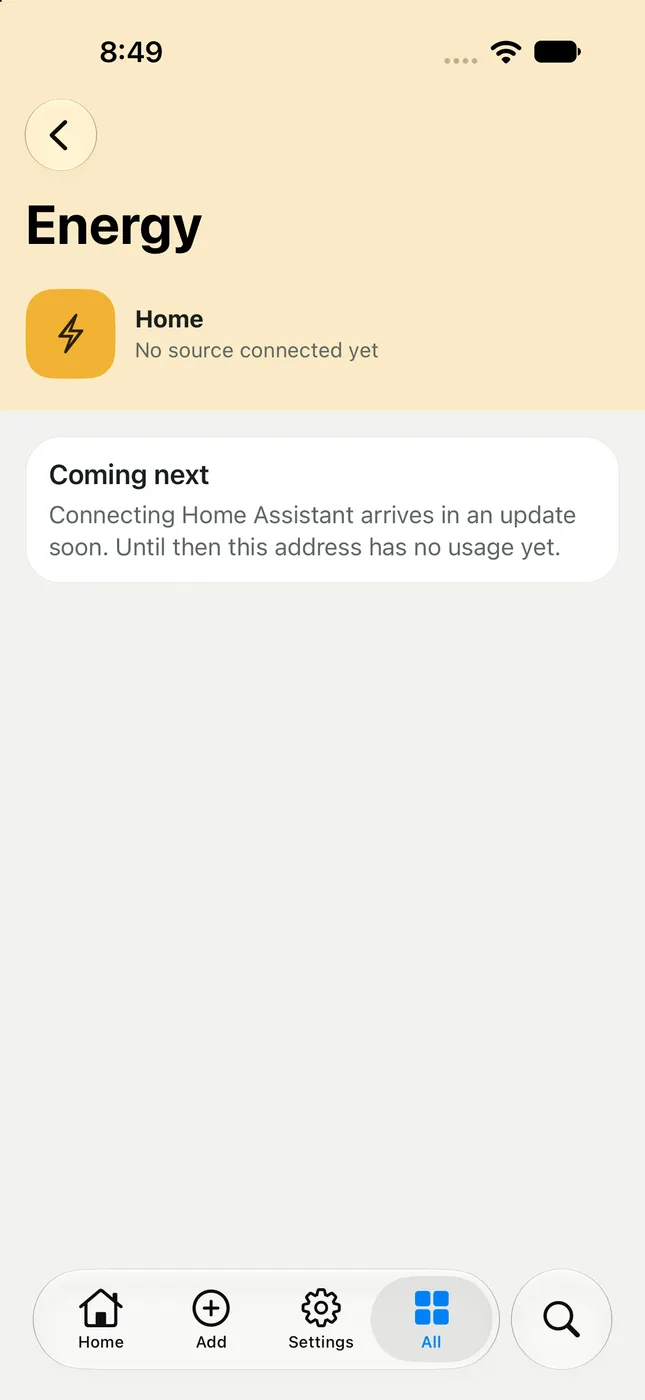 8:49
Energy
Home
No source connected yet
Coming next
Connecting Home Assistant arrives in an update
soon. Until then this address has no usage yet.
Home
Add
Settings
All